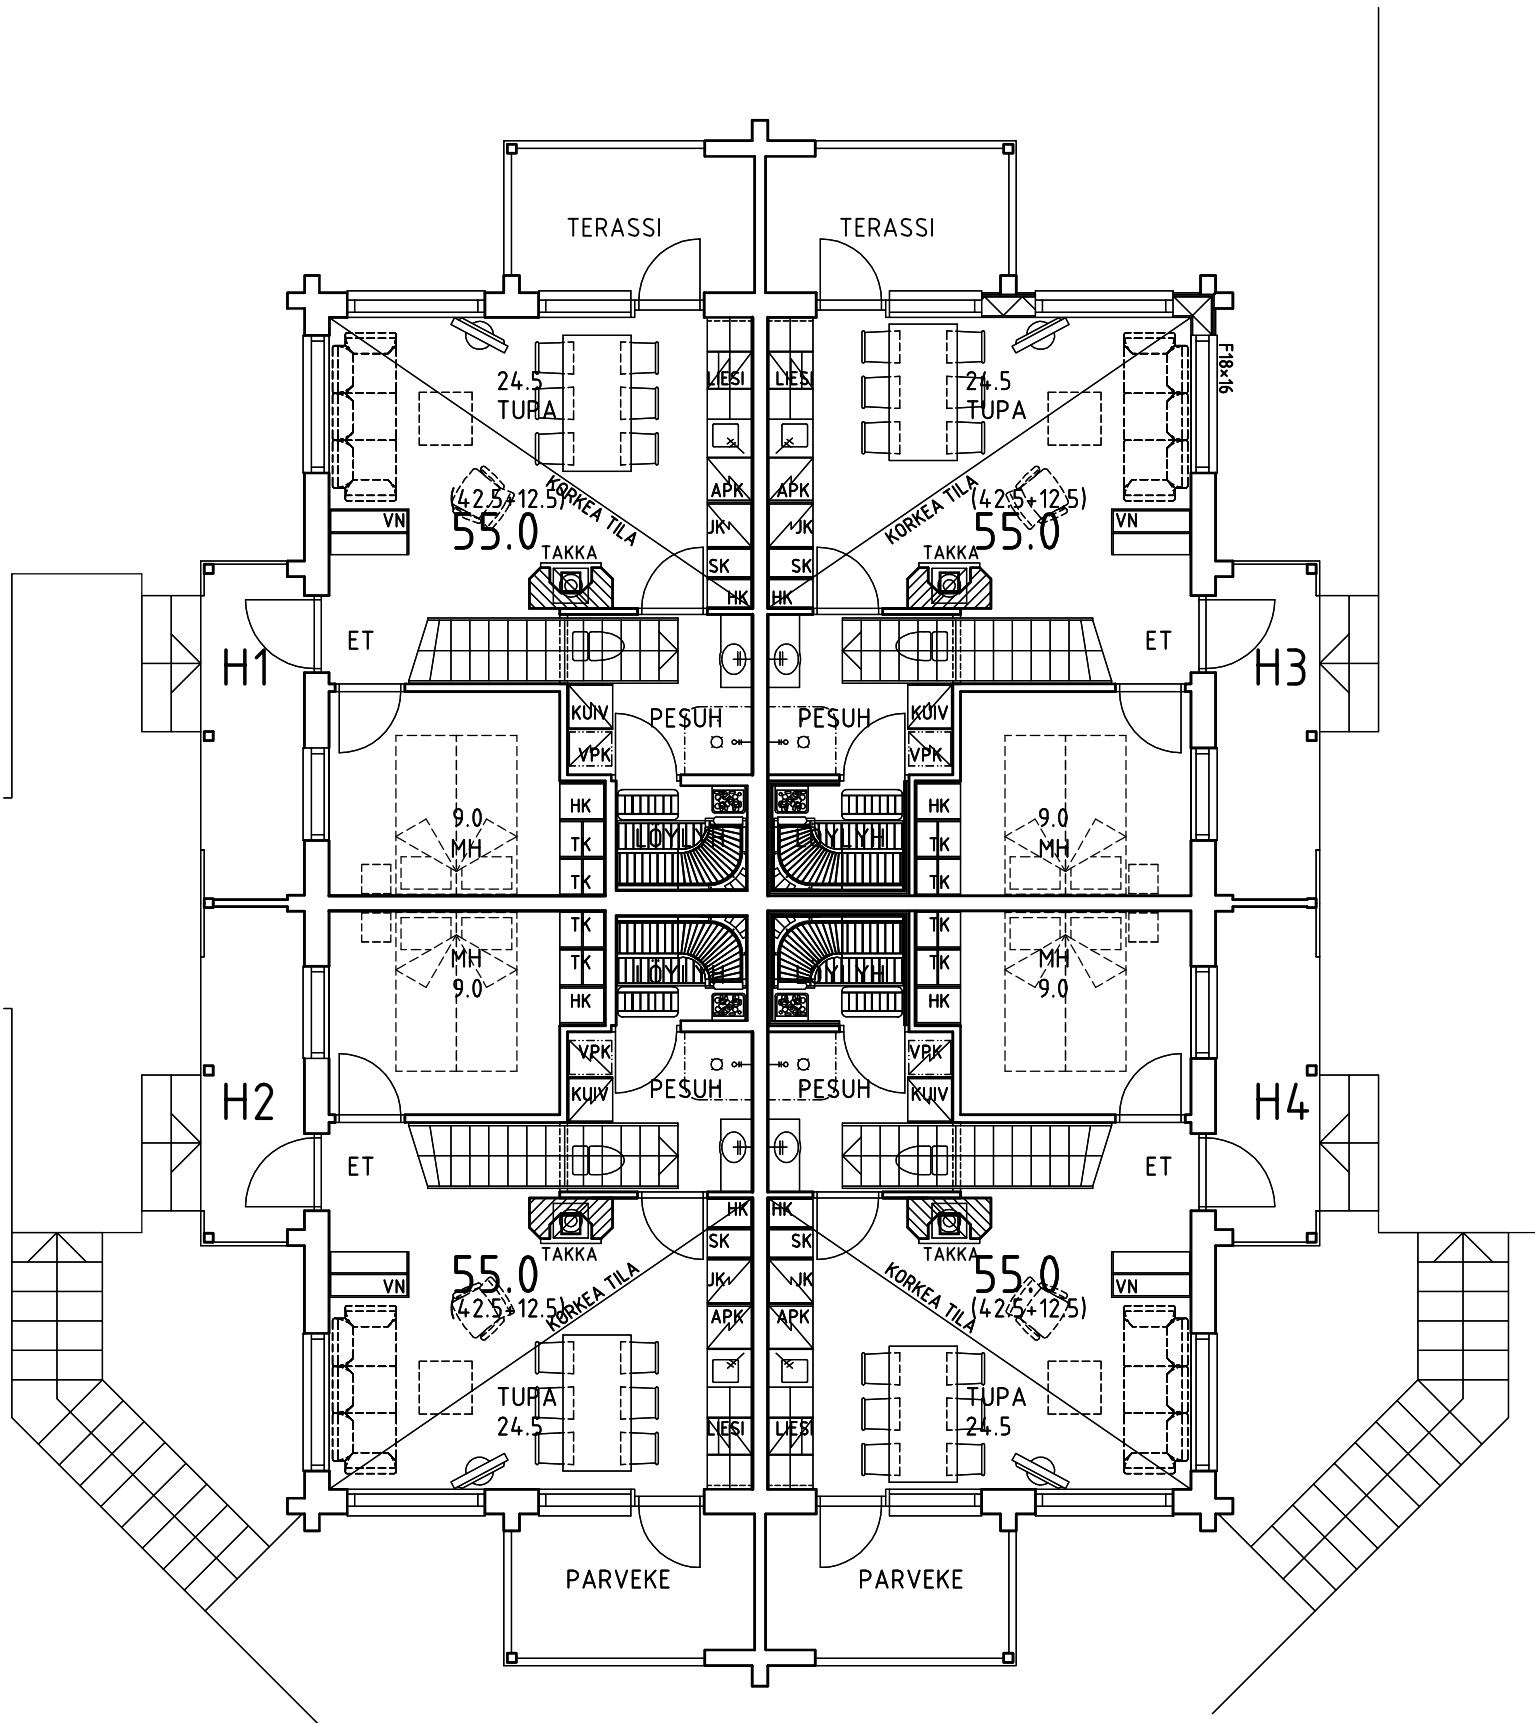 TERASSI
TERASSI
LIESI
LIESI
24.5
TUPA
24.5
TUPA
F18×16
APK
APK
(42.5+12.5)
55.0
KORKEA TILA
KORKEA TILA
(42.5+12.5)
55.0
VN
VN
JK
JK
TAKKA
TAKKA
SK
SK
HK
HK
ET
ET
H1
H3
KUIV
PESUH
PESUH
KUIV
VPK
VPK
9.0
MH
HK
TK
TK
LÖYLYH
LÖYLYH
HK
TK
TK
9.0
MH
MH
9.0
TK
TK
HK
LÖYLYH
LÖYLYH
TK
TK
HK
MH
9.0
VPK
VPK
KUIV
PESUH
PESUH
KUIV
H2
H4
ET
ET
HK
HK
SK
SK
TAKKA
TAKKA
55.0
(42.5+12.5)
KORKEA TILA
KORKEA TILA
55.0
(42.5+12.5)
VN
VN
JK
JK
APK
APK
TUPA
24.5
TUPA
24.5
LIESI
LIESI
PARVEKE
PARVEKE